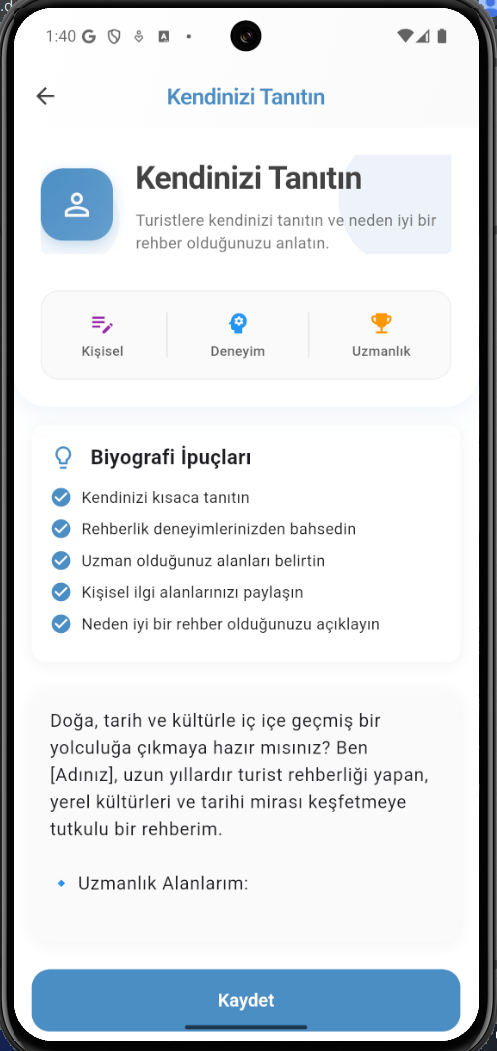 1:40
Kendinizi Tanıtın
Kendinizi Tanıtın
Turistlere kendinizi tanıtın ve neden iyi bir
rehber olduğunuzu anlatın.
Kişisel
Deneyim
Uzmanlık
Biyografi İpuçları
Kendinizi kısaca tanıtın
Rehberlik deneyimlerinizden bahsedin
Uzman olduğunuz alanları belirtin
Kişisel ilgi alanlarınızı paylaşın
Neden iyi bir rehber olduğunuzu açıklayın
Doğa, tarih ve kültürle iç içe geçmiş bir
yolculuğa çıkmaya hazır mısınız? Ben
[Adınız], uzun yıllardır turist rehberliği yapan,
yerel kültürleri ve tarihi mirası keşfetmeye
tutkulu bir rehberim.
🔹 Uzmanlık Alanlarım:
Kaydet